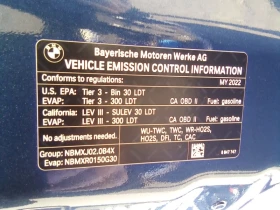 Bayerische Motoren Werke AG
VEHICLE EMISSION CONTROL INFORMATION
Conforms to regulations: MY 2022
U.S. EPA: Tier 3 - Bin 30 LDT
EVAP: Tier 3 - 300 LDT CA OBD II Fuel: gasoline
California: LEV III - SULEV 30 LDT
EVAP: LEV III - 300 LDT CA OBD II Fuel: gasoline
No adjustments needed. WU-TWC, TWC, WR-HO2S,
HO2S, DFI, TC, CAC
Group: NBMXJ02.0B4X
Evap: NBMXR0150G30